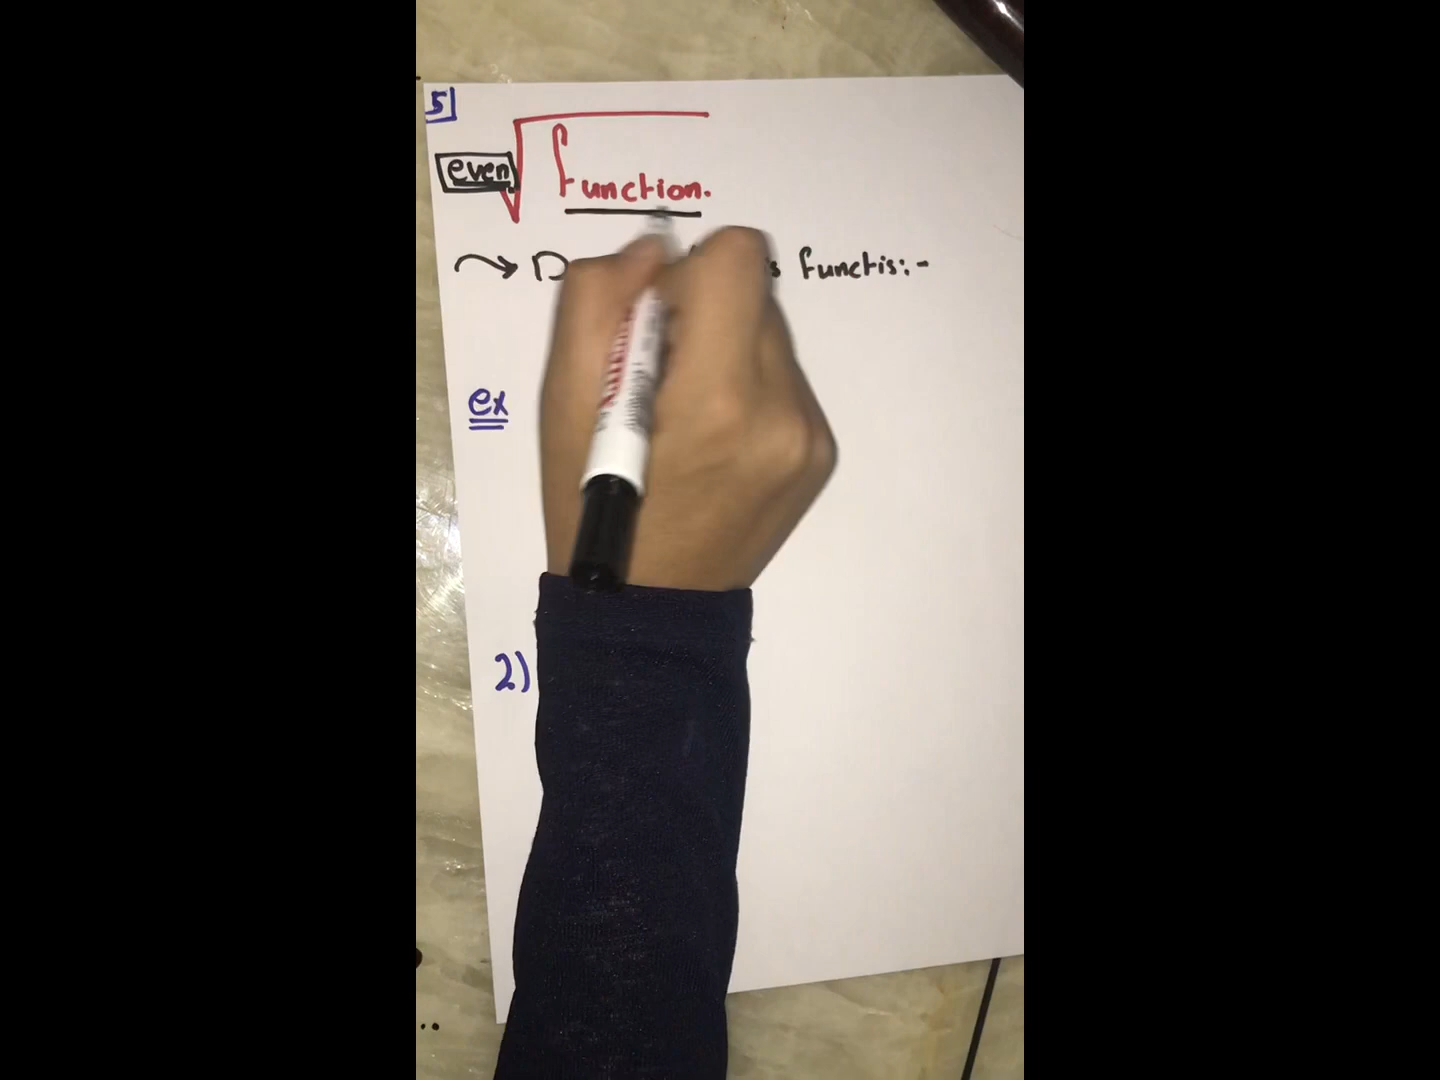 5
even √ function.
functis:-
ex
2)